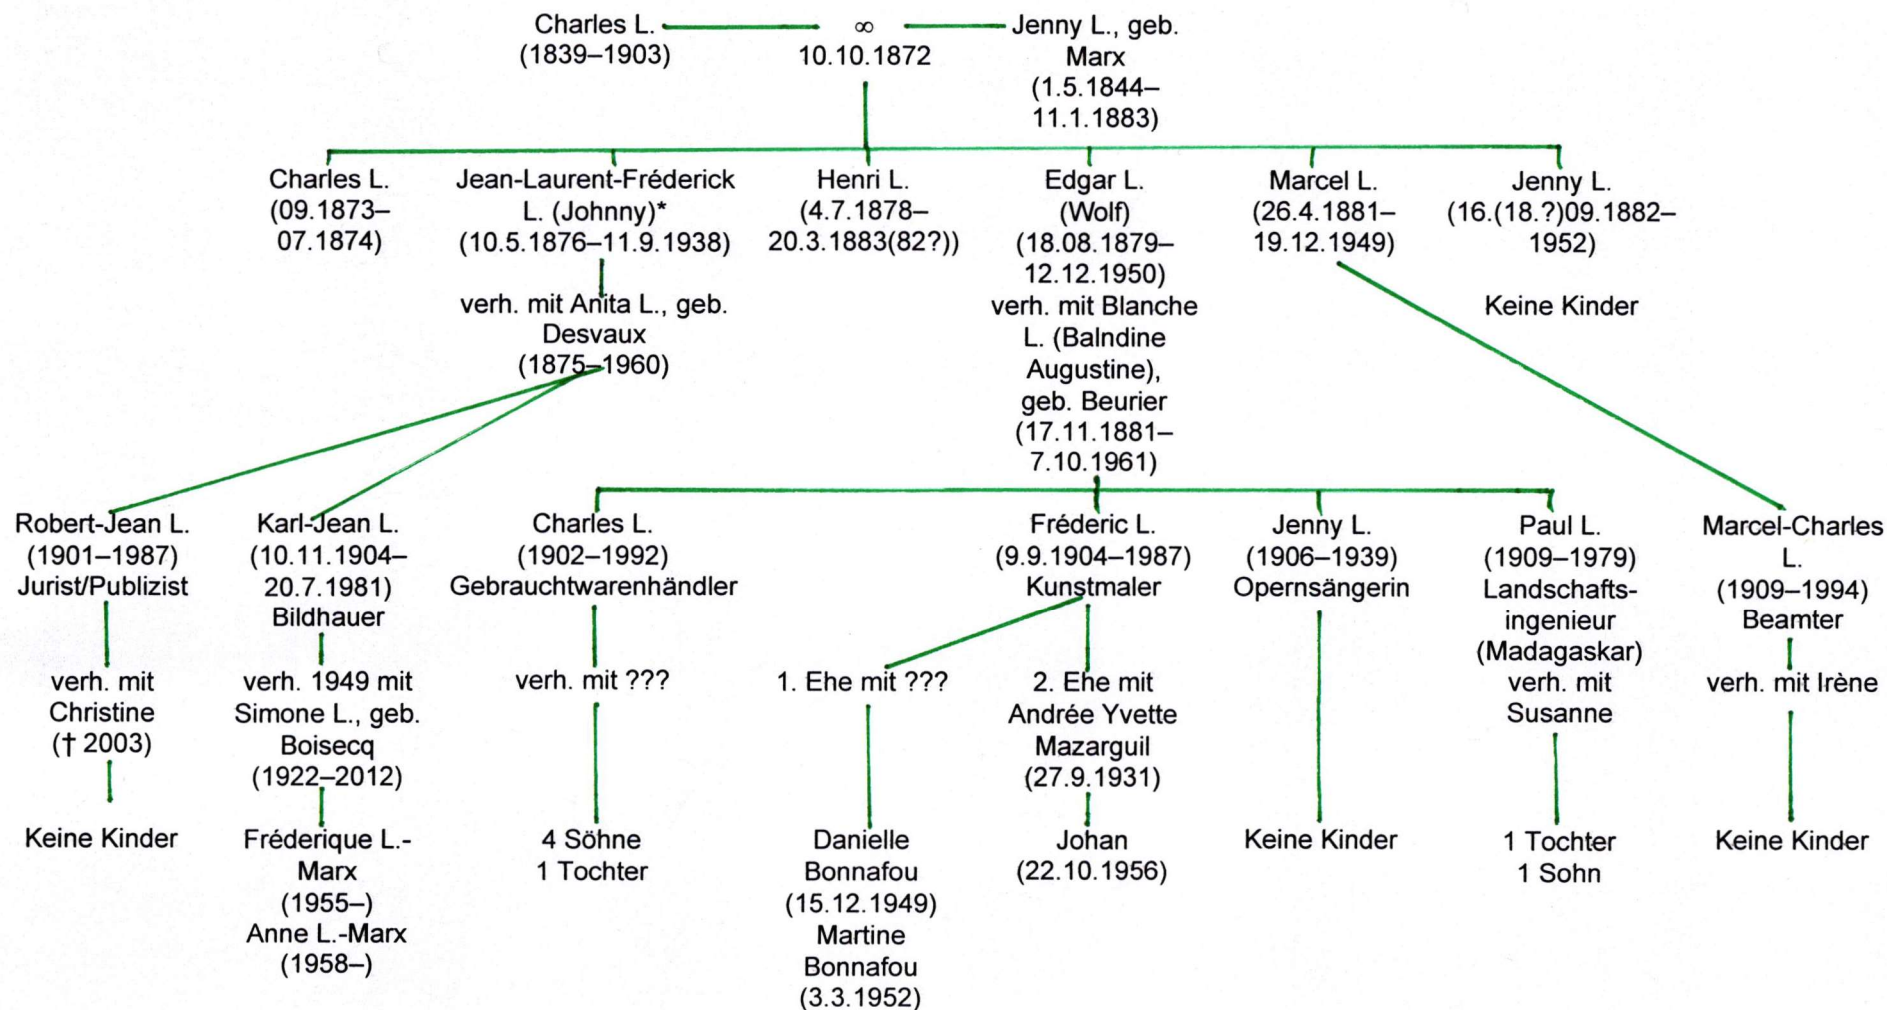 Charles L.
(1839–1903)
∞
10.10.1872
Jenny L., geb.
Marx
(1.5.1844–
11.1.1883)
Charles L.
(09.1873–
07.1874)
Jean-Laurent-Fréderick
L. (Johnny)*
(10.5.1876–11.9.1938)
verh. mit Anita L., geb.
Desvaux
(1875–1960)
Henri L.
(4.7.1878–
20.3.1883(82?))
Edgar L.
(Wolf)
(18.08.1879–
12.12.1950)
verh. mit Blanche
L. (Balndine
Augustine),
geb. Beurier
(17.11.1881–
7.10.1961)
Marcel L.
(26.4.1881–
19.12.1949)
Jenny L.
(16.(18.?)09.1882–
1952)
Keine Kinder
Robert-Jean L.
(1901–1987)
Jurist/Publizist
verh. mit
Christine
(† 2003)
Keine Kinder
Karl-Jean L.
(10.11.1904–
20.7.1981)
Bildhauer
verh. 1949 mit
Simone L., geb.
Boisecq
(1922–2012)
Fréderique L.-
Marx
(1955–)
Anne L.-Marx
(1958–)
Charles L.
(1902–1992)
Gebrauchtwarenhändler
verh. mit ???
4 Söhne
1 Tochter
Fréderic L.
(9.9.1904–1987)
Kunstmaler
1. Ehe mit ???
Danielle
Bonnafou
(15.12.1949)
Martine
Bonnafou
(3.3.1952)
2. Ehe mit
Andrée Yvette
Mazarguil
(27.9.1931)
Johan
(22.10.1956)
Jenny L.
(1906–1939)
Opernsängerin
Keine Kinder
Paul L.
(1909–1979)
Landschafts-
ingenieur
(Madagaskar)
verh. mit
Susanne
1 Tochter
1 Sohn
Marcel-Charles
L.
(1909–1994)
Beamter
verh. mit Irène
Keine Kinder